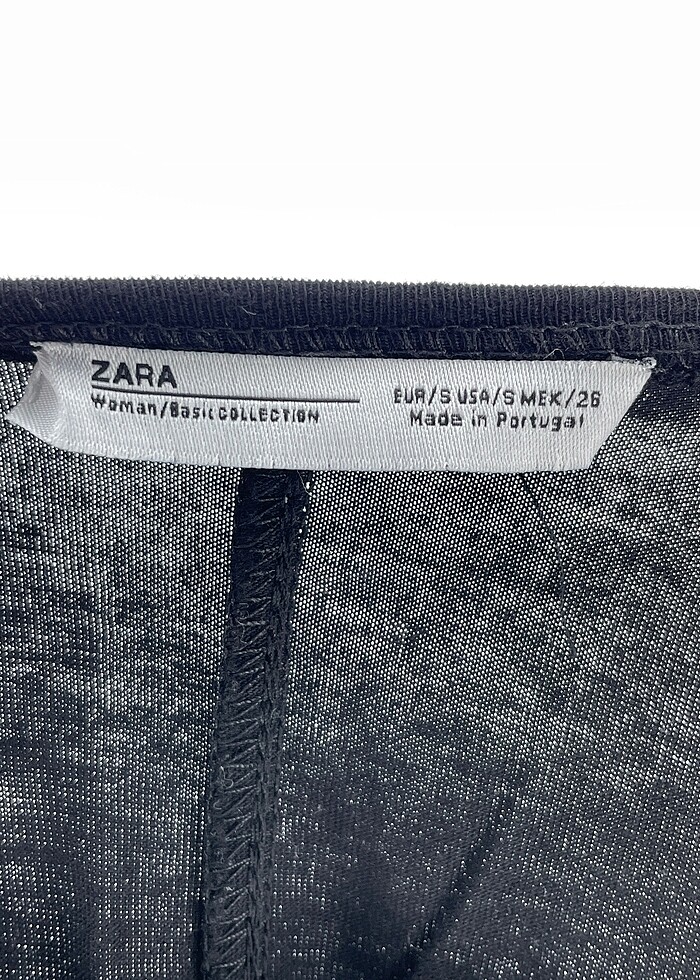 ZARA
Woman/Basic COLLECTION
EUR/S USA/S MEX/26
Made in Portugal